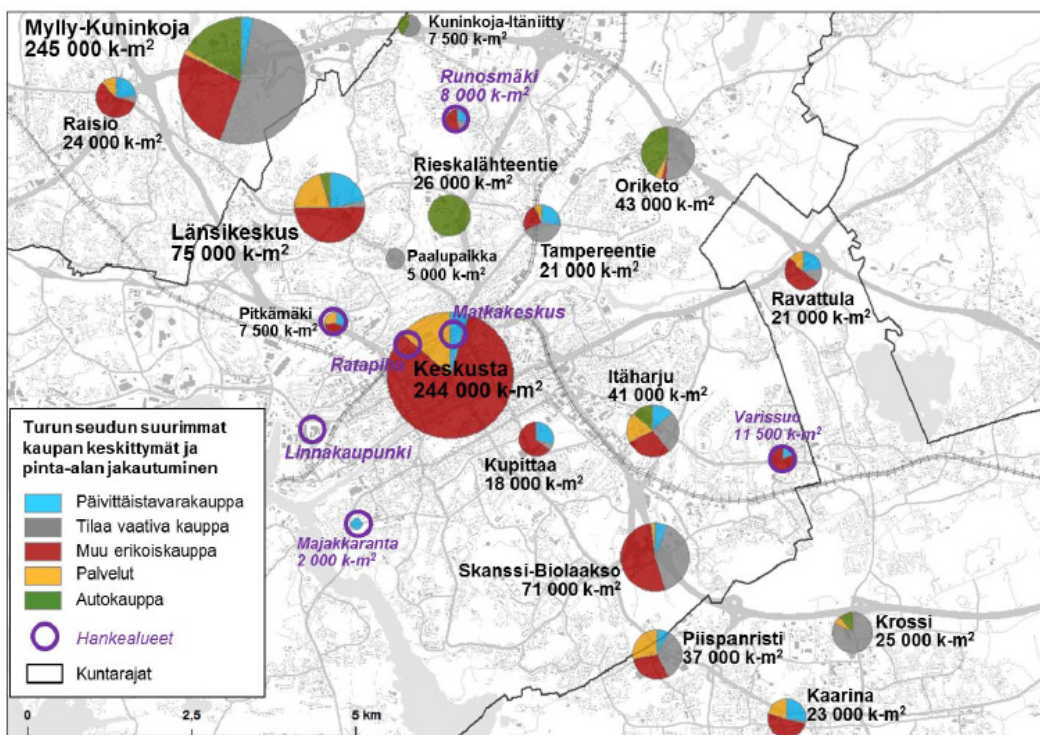 Mylly-Kuninkoja
245 000 k-m²
Kuninkoja-Itäniitty
7 500 k-m²
Raisio
24 000 k-m²
Runosmäki
8 000 k-m²
Rieskalähteentie
26 000 k-m²
Oriketo
43 000 k-m²
Länsikeskus
75 000 k-m²
Tampereentie
21 000 k-m²
Paalupaikka
5 000 k-m²
Ravattula
21 000 k-m²
Pitkämäki
7 500 k-m²
Matkakeskus
Ratapiha
Keskusta
244 000 k-m²
Itäharju
41 000 k-m²
Varissuo
11 500 k-m²
Linnakaupunki
Kupittaa
18 000 k-m²
Majakkaranta
2 000 k-m²
Skanssi-Biolaakso
71 000 k-m²
Piispanristi
37 000 k-m²
Krossi
25 000 k-m²
Kaarina
23 000 k-m²
Turun seudun suurimmat
kaupan keskittymät ja
pinta-alan jakautuminen
Päivittäistavarakauppa
Tilaa vaativa kauppa
Muu erikoiskauppa
Palvelut
Autokauppa
Hankealueet
Kuntarajat
0 2,5 5 km